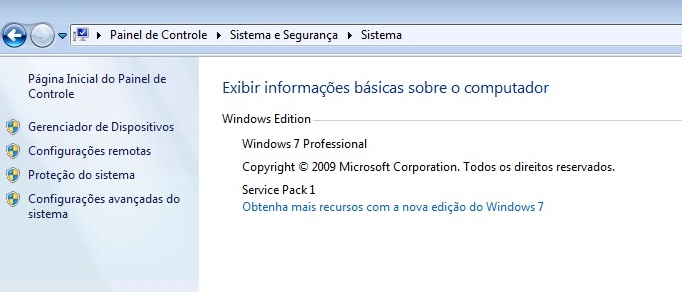 Painel de Controle ▸ Sistema e Segurança ▸ Sistema
Página Inicial do Painel de
Controle
Gerenciador de Dispositivos
Configurações remotas
Proteção do sistema
Configurações avançadas do
sistema
Exibir informações básicas sobre o computador
Windows Edition
Windows 7 Professional
Copyright © 2009 Microsoft Corporation. Todos os direitos reservados.
Service Pack 1
Obtenha mais recursos com a nova edição do Windows 7